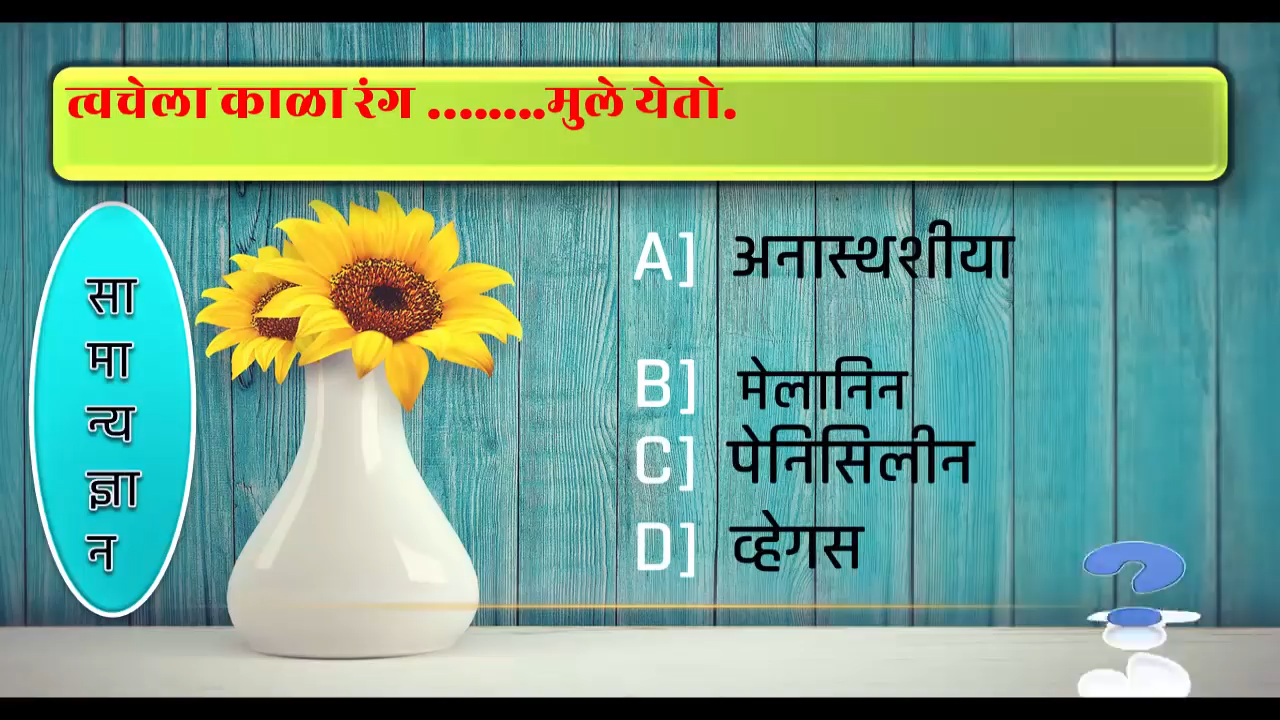 त्वचेला काळा रंग ........मुले येतो.
सा
मा
न्य
ज्ञा
न
A] अनास्थशीया
B] मेलानिन
C] पेनिसिलीन
D] व्हेगस
?